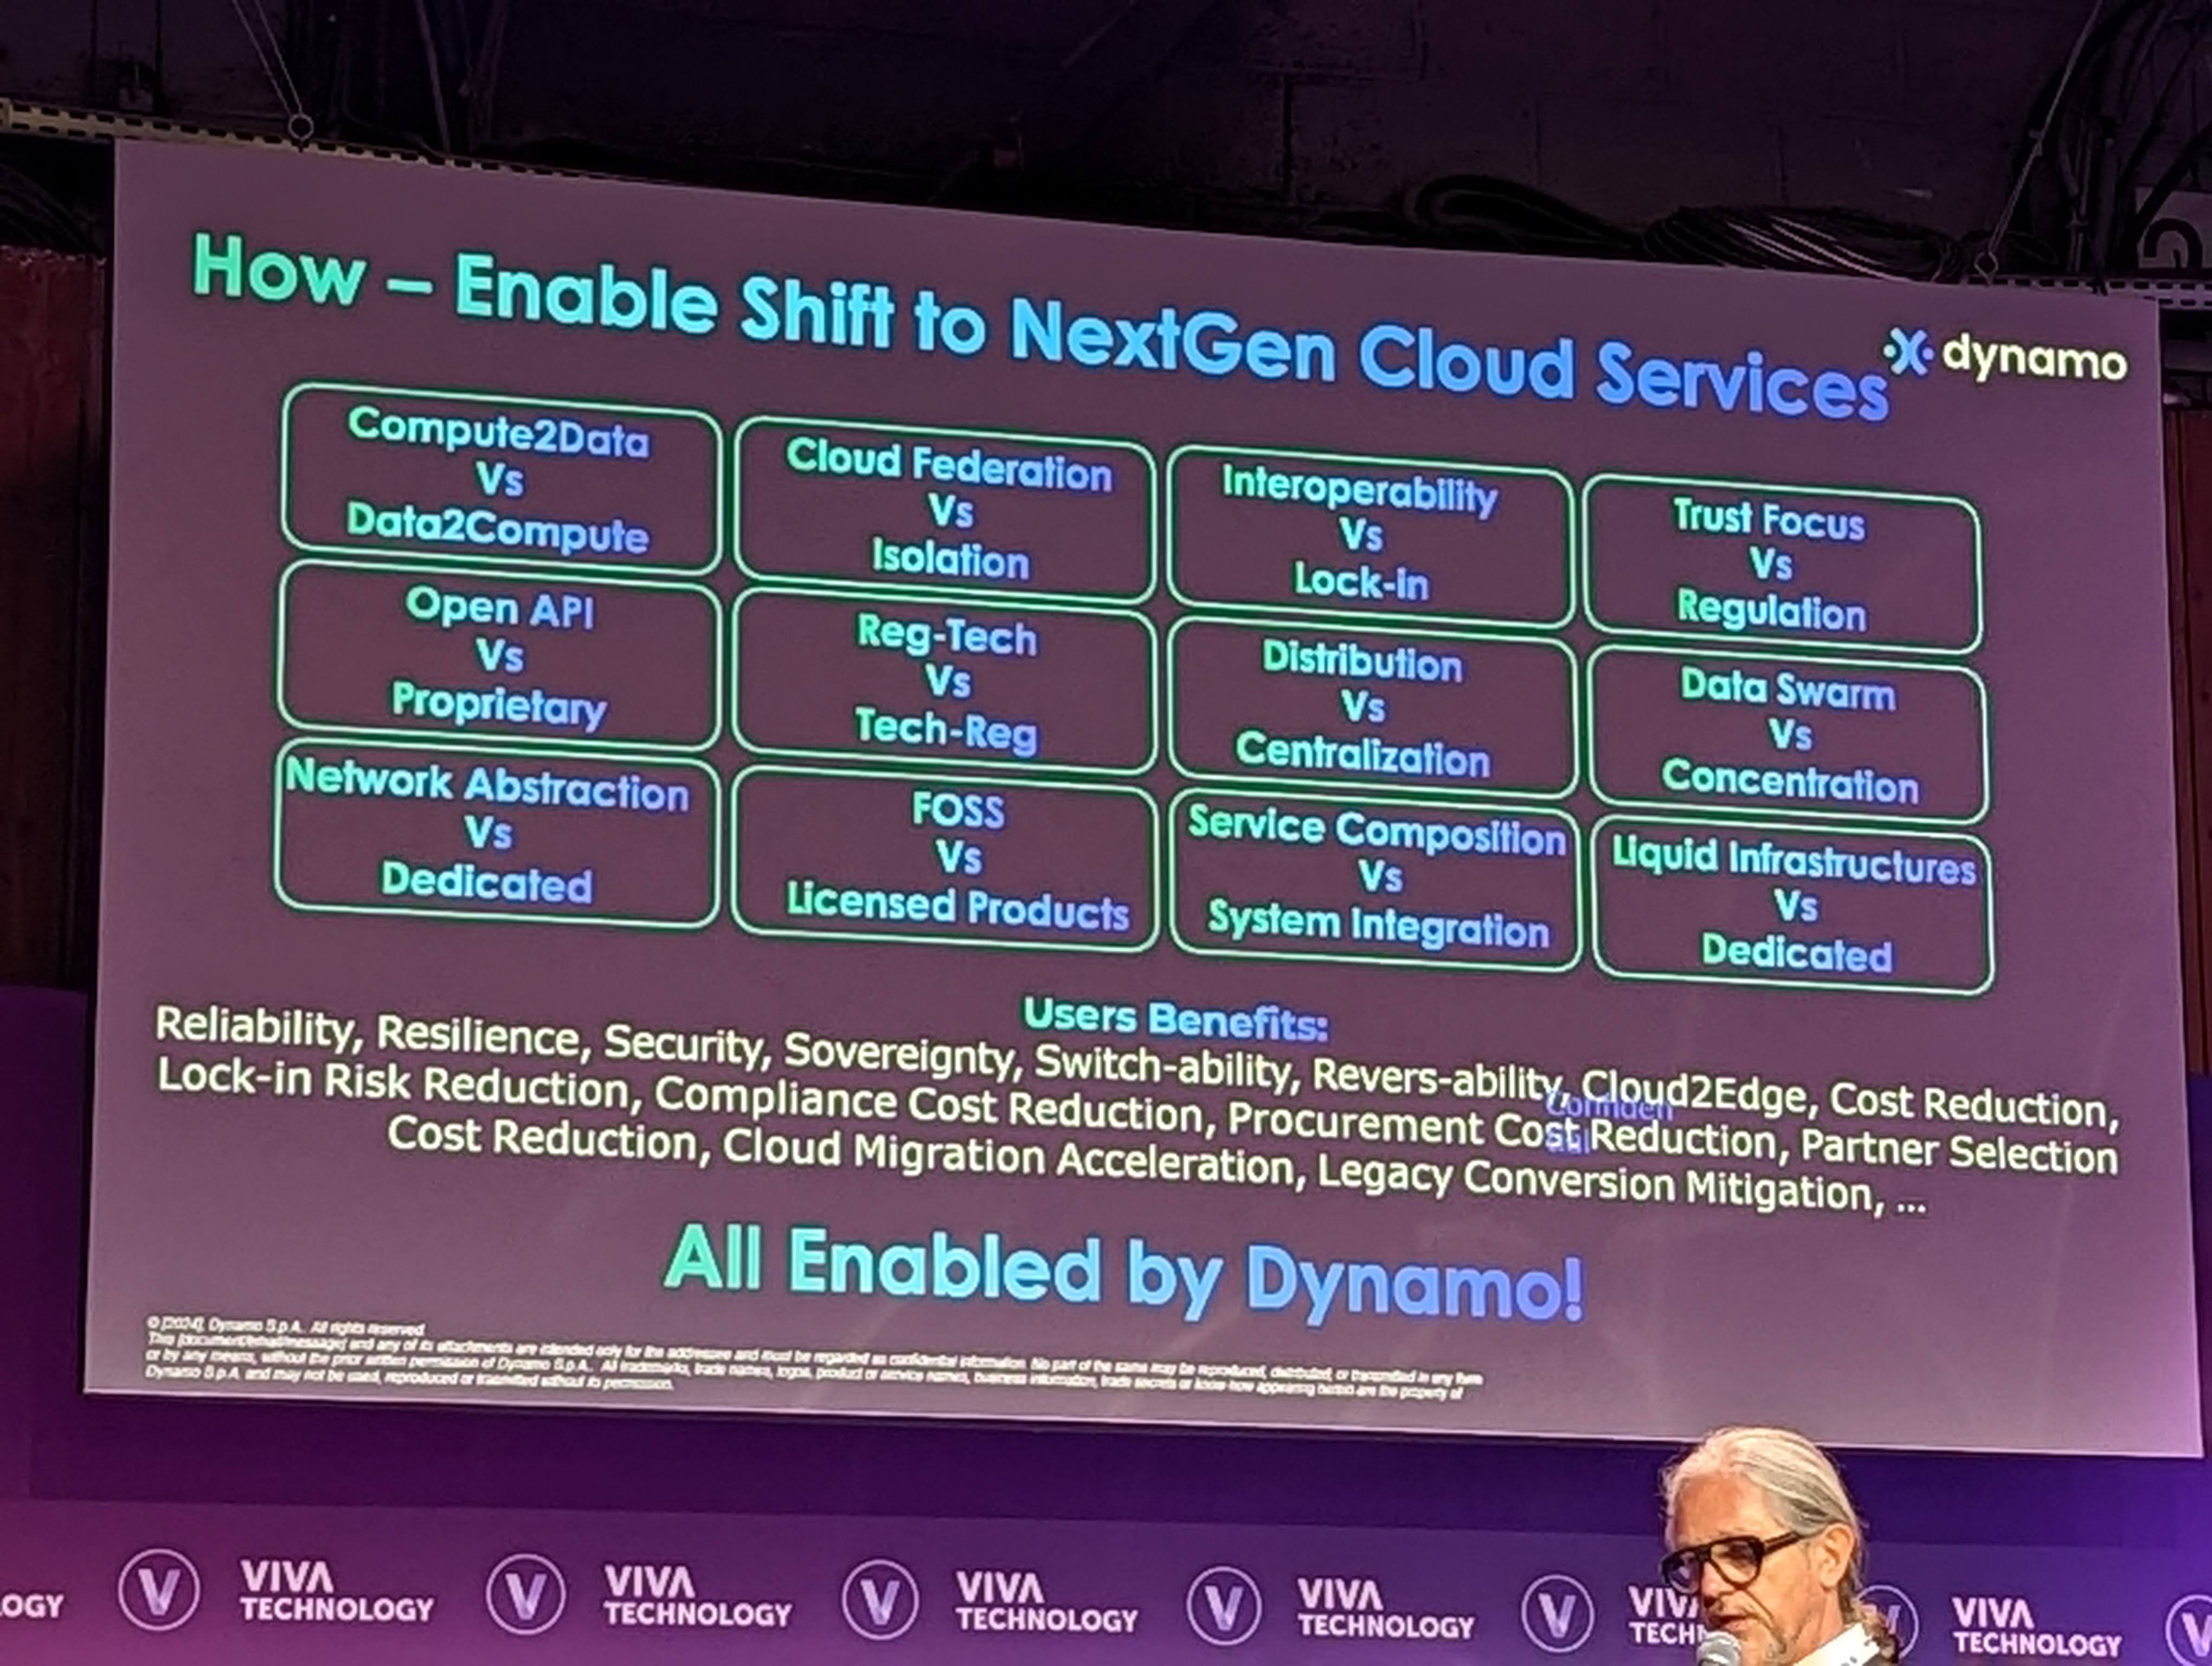 How – Enable Shift to NextGen Cloud Services
dynamo
Compute2Data
Vs
Data2Compute
Cloud Federation
Vs
Isolation
Interoperability
Vs
Lock-in
Trust Focus
Vs
Regulation
Open API
Vs
Proprietary
Reg-Tech
Vs
Tech-Reg
Distribution
Vs
Centralization
Data Swarm
Vs
Concentration
Network Abstraction
Vs
Dedicated
FOSS
Vs
Licensed Products
Service Composition
Vs
System Integration
Liquid Infrastructures
Vs
Dedicated
Users Benefits:
Reliability, Resilience, Security, Sovereignty, Switch-ability, Revers-ability, Cloud2Edge, Cost Reduction,
Lock-in Risk Reduction, Compliance Cost Reduction, Procurement Cost Reduction, Partner Selection
Cost Reduction, Cloud Migration Acceleration, Legacy Conversion Mitigation, ...
All Enabled by Dynamo!
© [2024], Dynamo S.p.A. All rights reserved
This [document/email/message] and any of its attachments are intended only for the addressee and must be regarded as confidential information. No part of the same may be reproduced, distributed, or transmitted in any form
or by any means, without the prior written permission of Dynamo S.p.A. All trademarks, trade names, logos, product or service names, business information, trade secrets or know-how appearing herein are the property of
Dynamo S.p.A. and may not be used, reproduced or transmitted without its permission.
OGY
VIVA
TECHNOLOGY
VIVA
TECHNOLOGY
VIVA
TECHNOLOGY
VIVA
TECHNOLOGY
VIV
TECH
VIVA
TECHNOLOGY